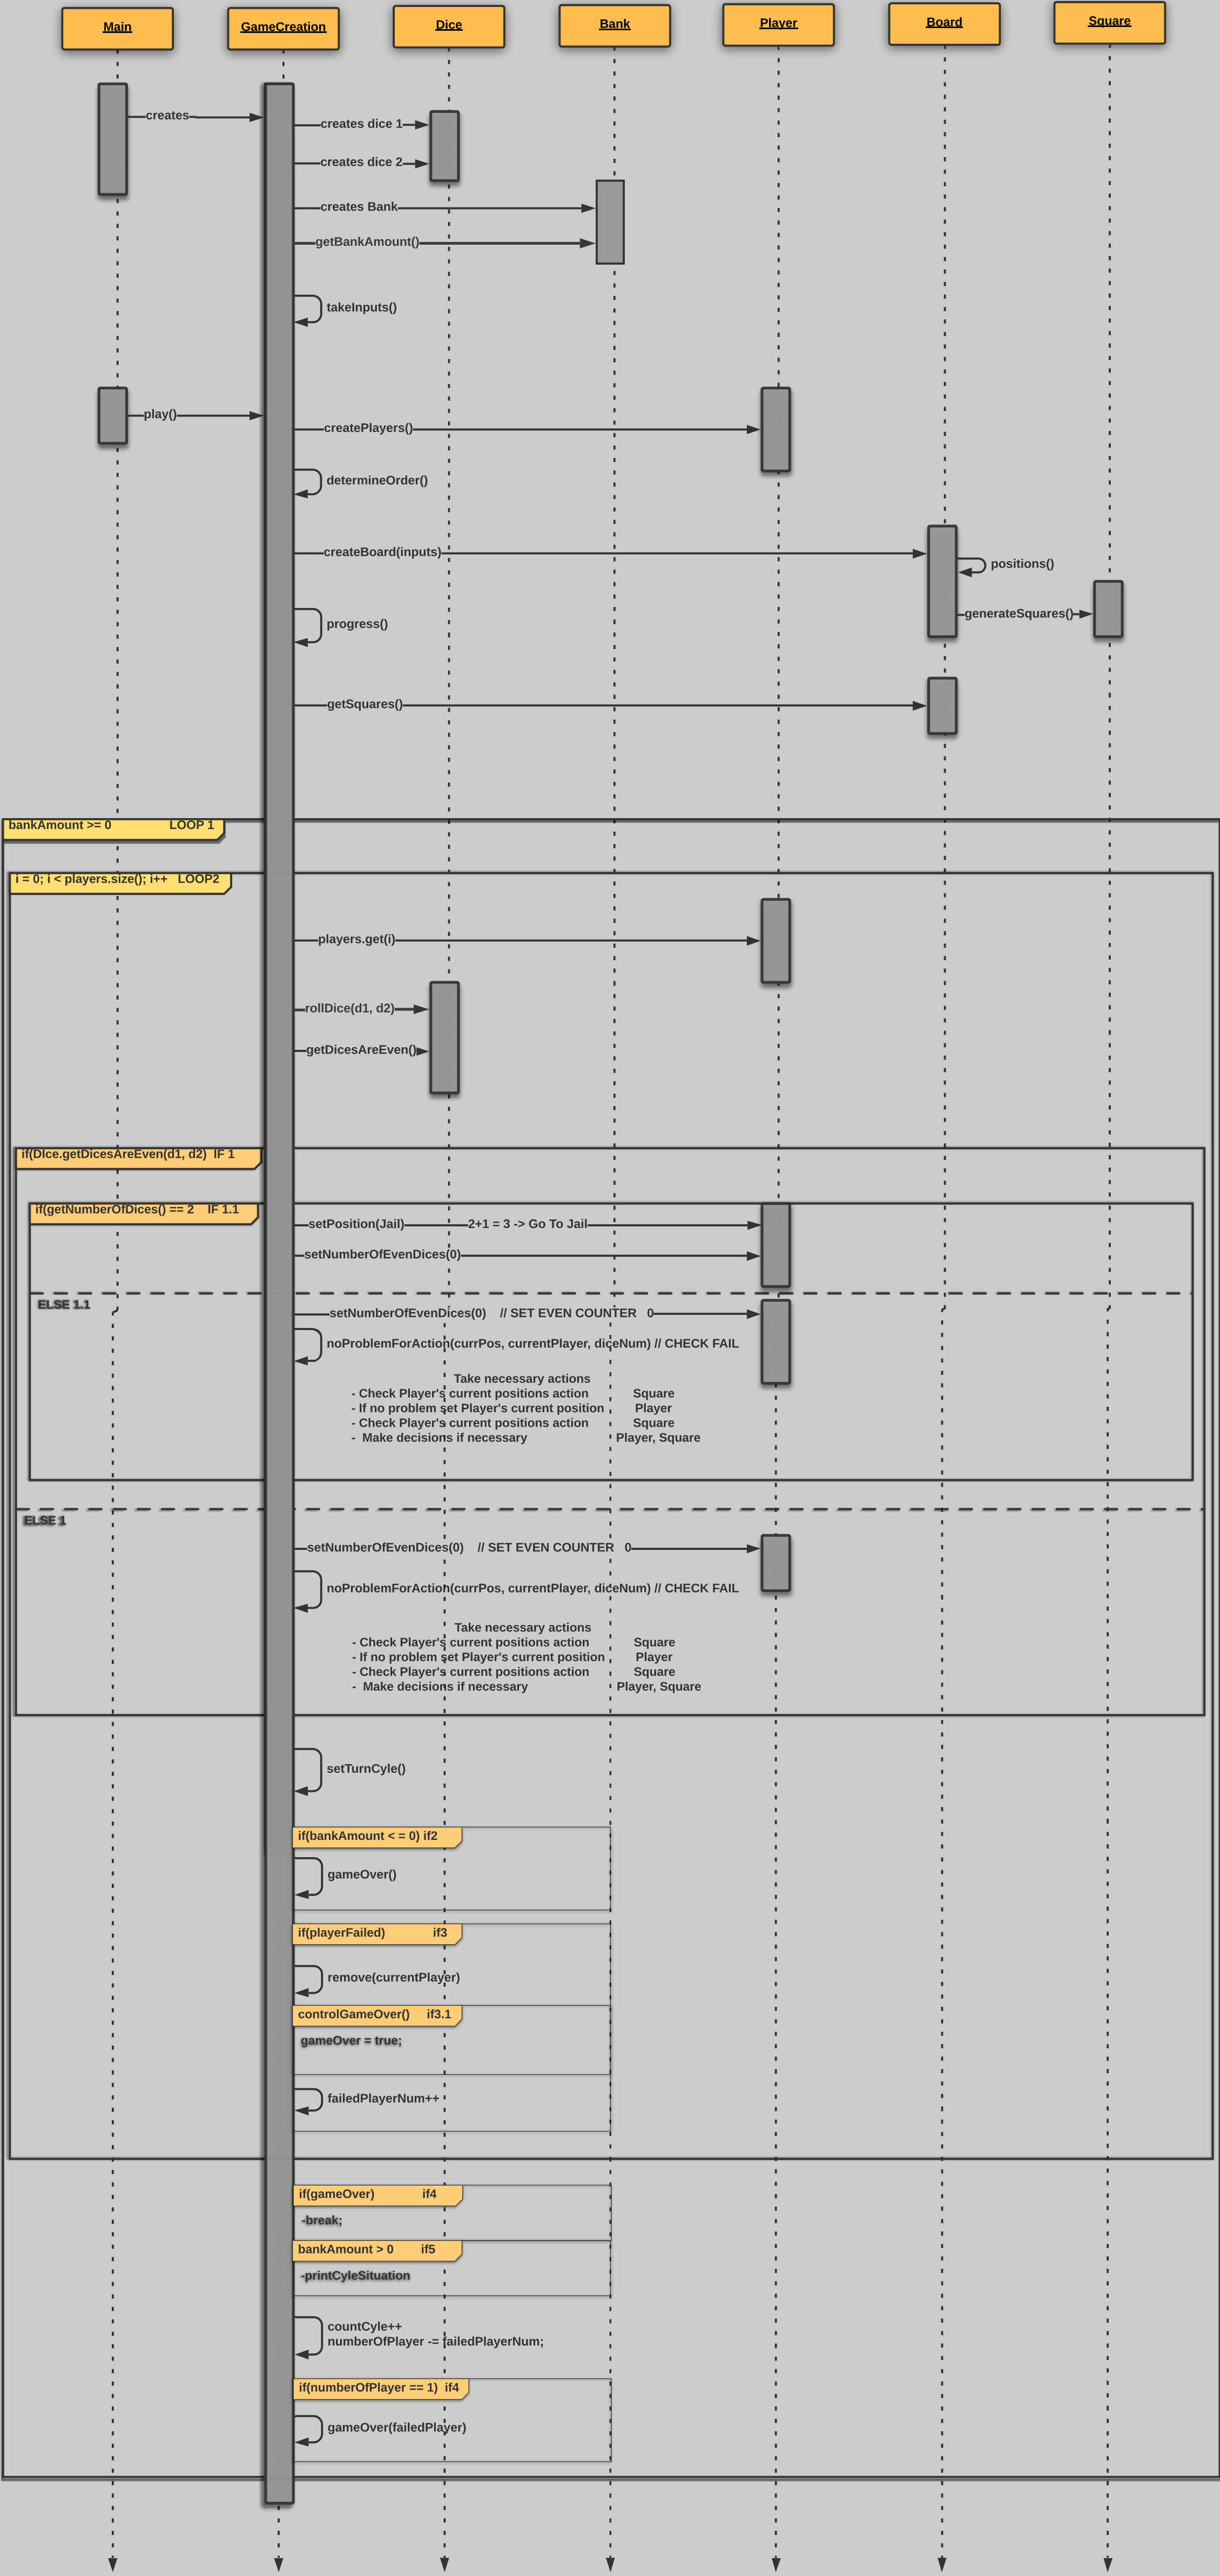 Main
GameCreation
Dice
Bank
Player
Board
Square
creates
creates dice 1
creates dice 2
creates Bank
getBankAmount()
takeInputs()
play()
createPlayers()
determineOrder()
createBoard(inputs)
positions()
generateSquares()
progress()
getSquares()
bankAmount >= 0 LOOP 1
i = 0; i < players.size(); i++ LOOP2
players.get(i)
rollDice(d1, d2)
getDicesAreEven()
if(DIce.getDicesAreEven(d1, d2) IF 1
if(getNumberOfDices() == 2 IF 1.1
setPosition(Jail) 2+1 = 3 -> Go To Jail
setNumberOfEvenDices(0)
ELSE 1.1
setNumberOfEvenDices(0) // SET EVEN COUNTER 0
noProblemForAction(currPos, currentPlayer, diceNum) // CHECK FAIL
Take necessary actions
- Check Player's current positions action Square
- If no problem set Player's current position Player
- Check Player's current positions action Square
- Make decisions if necessary Player, Square
ELSE 1
setNumberOfEvenDices(0) // SET EVEN COUNTER 0
noProblemForAction(currPos, currentPlayer, diceNum) // CHECK FAIL
Take necessary actions
- Check Player's current positions action Square
- If no problem set Player's current position Player
- Check Player's current positions action Square
- Make decisions if necessary Player, Square
setTurnCyle()
if(bankAmount < = 0) if2
gameOver()
if(playerFailed) if3
remove(currentPlayer)
controlGameOver() if3.1
gameOver = true;
failedPlayerNum++
if(gameOver) if4
-break;
bankAmount > 0 if5
-printCyleSituation
countCyle++
numberOfPlayer -= failedPlayerNum;
if(numberOfPlayer == 1) if4
gameOver(failedPlayer)